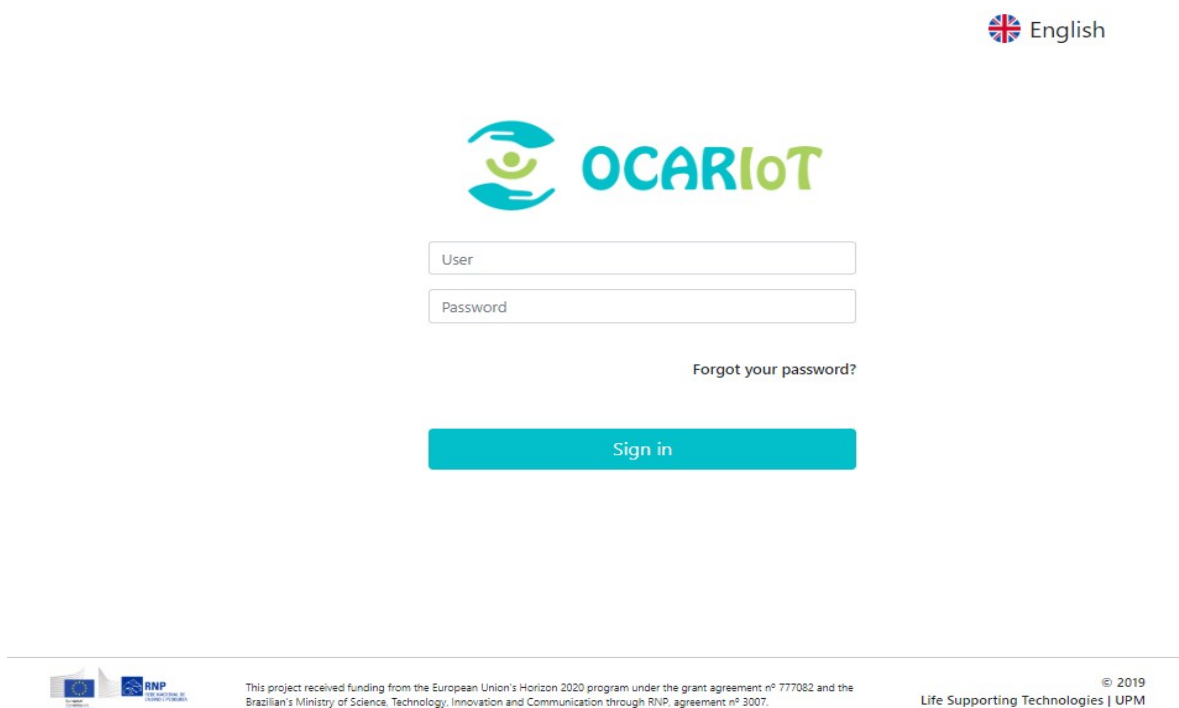 English
OCARIoT
User
Password
Forgot your password?
Sign in
RNP
This project received funding from the European Union's Horizon 2020 program under the grant agreement nº 777082 and the
Brazilian's Ministry of Science, Technology, Innovation and Communication through RNP, agreement nº 3007.
© 2019
Life Supporting Technologies | UPM